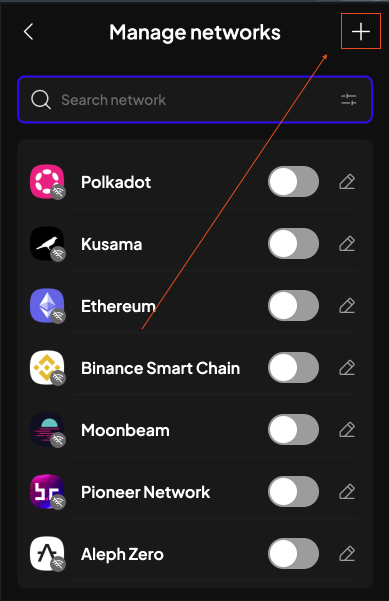 Manage networks
Search network
Polkadot
Kusama
Ethereum
Binance Smart Chain
Moonbeam
Pioneer Network
Aleph Zero